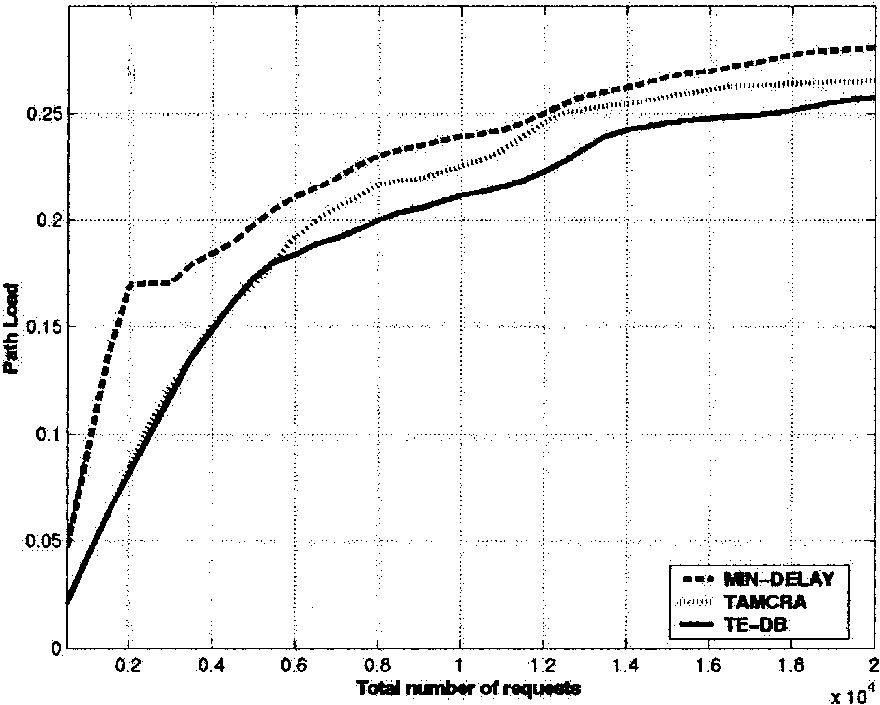 0.25
0.2
0.15
0.1
0.05
0
Path Load
MIN-DELAY
TAMCRA
TE-DB
0.2 0.4 0.6 0.8 1 1.2 1.4 1.6 1.8 2
Total number of requests
x 10⁴